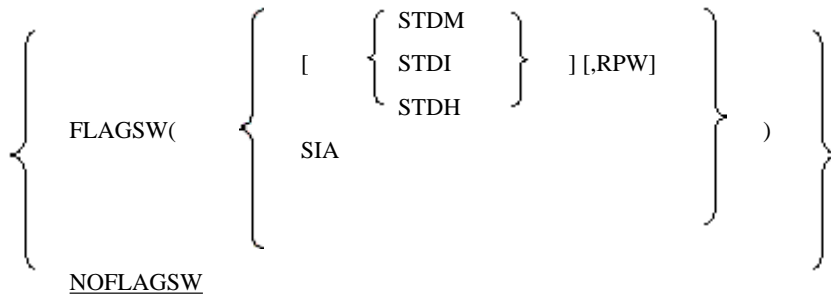 STDM
[ STDI ] [,RPW]
STDH
FLAGSW( )
SIA
NOFLAGSW